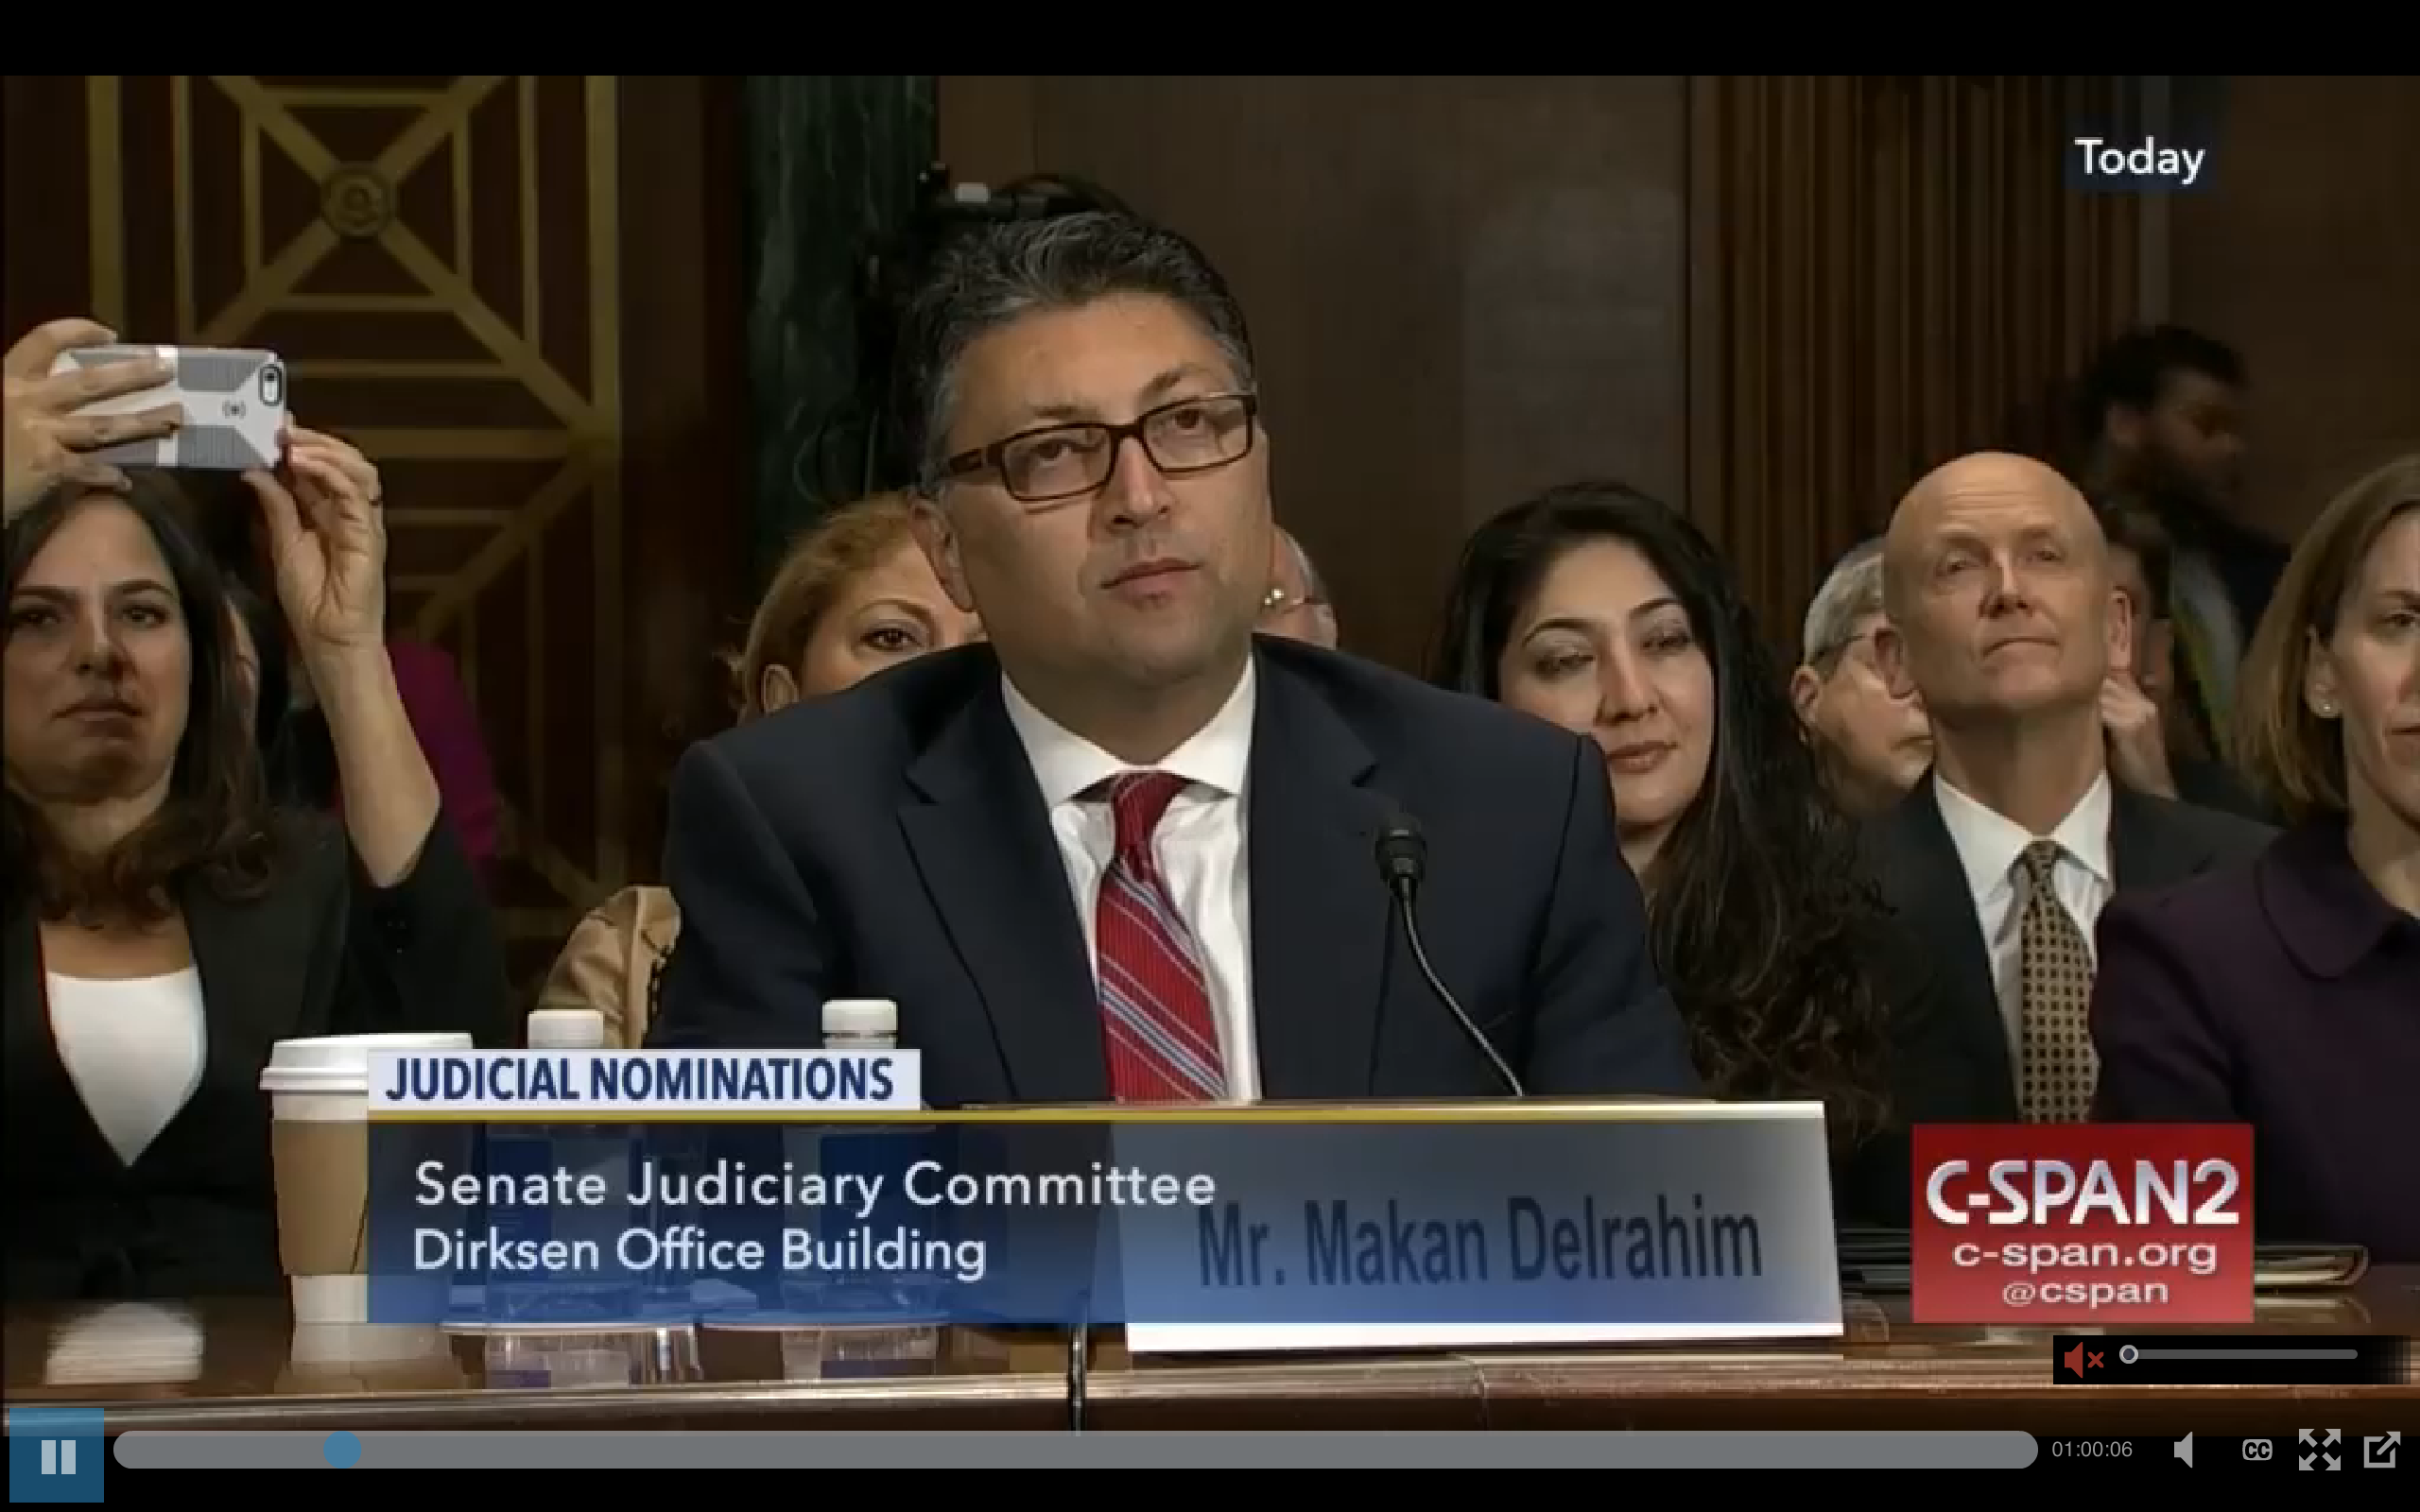 Today
JUDICIAL NOMINATIONS
Senate Judiciary Committee
Dirksen Office Building
Mr. Makan Delrahim
C-SPAN2
c-span.org
@cspan
01:00:06
CC